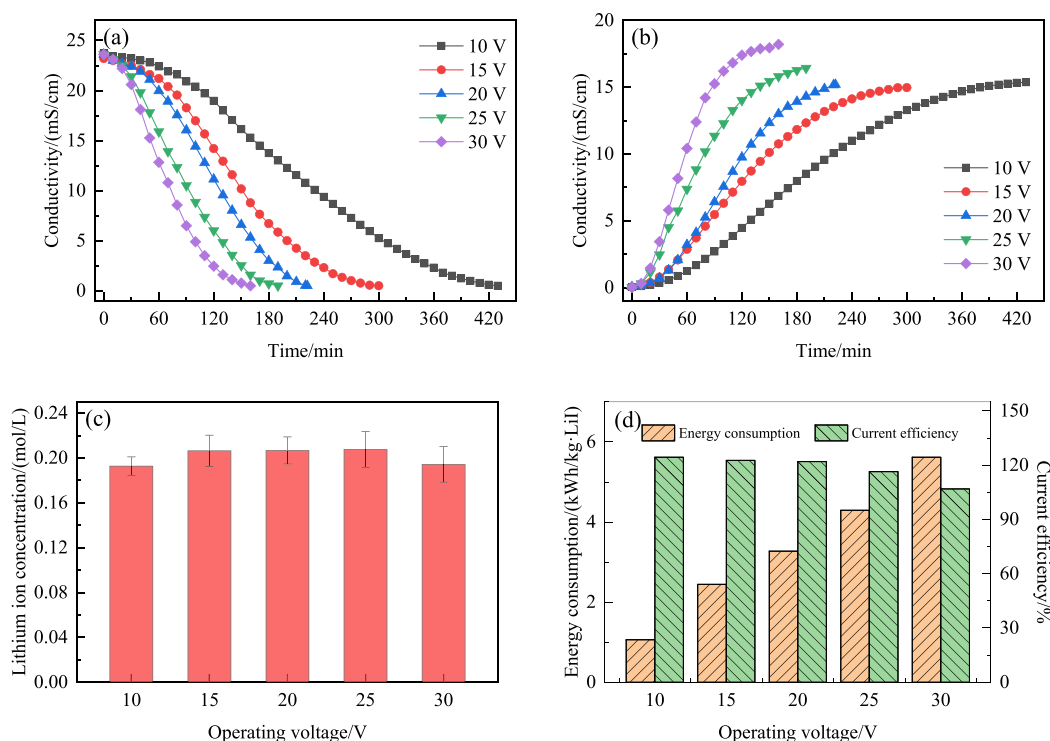 (a)
Conductivity/(mS/cm)
25
20
15
10
5
0
0 60 120 180 240 300 360 420
Time/min
10 V
15 V
20 V
25 V
30 V
(b)
Conductivity/(mS/cm)
20
15
10
5
0
0 60 120 180 240 300 360 420
Time/min
10 V
15 V
20 V
25 V
30 V
(c)
Lithium ion concentration/(mol/L)
0.24
0.20
0.16
0.12
0.08
0.04
0.00
10 15 20 25 30
Operating voltage/V
(d)
Energy consumption
Current efficiency
Energy consumption/(kWh/kg·LiI)
6
4
2
0
150
120
90
60
30
0
Current efficiency/%
10 15 20 25 30
Operating voltage/V